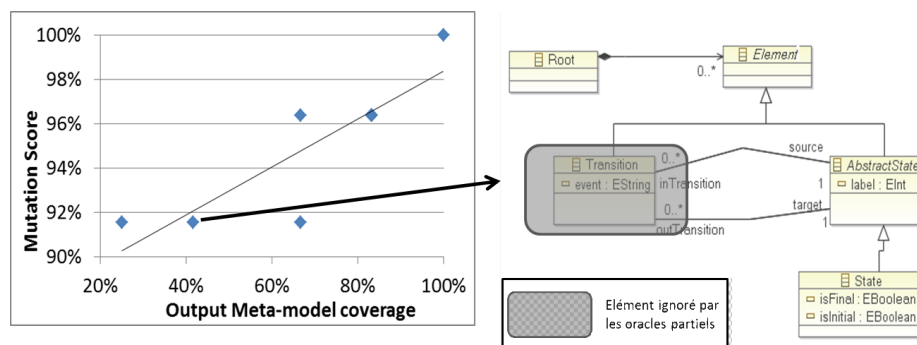 100%
98%
96%
94%
92%
90%
Mutation Score
20%
40%
60%
80%
100%
Output Meta-model coverage
Root
Element
0..*
Transition
event : EString
0..*
inTransition
0..*
outTransition
source
1
target
1
AbstractState
label : EInt
State
isFinal : EBoolean
isInitial : EBoolean
Elément ignoré par
les oracles partiels